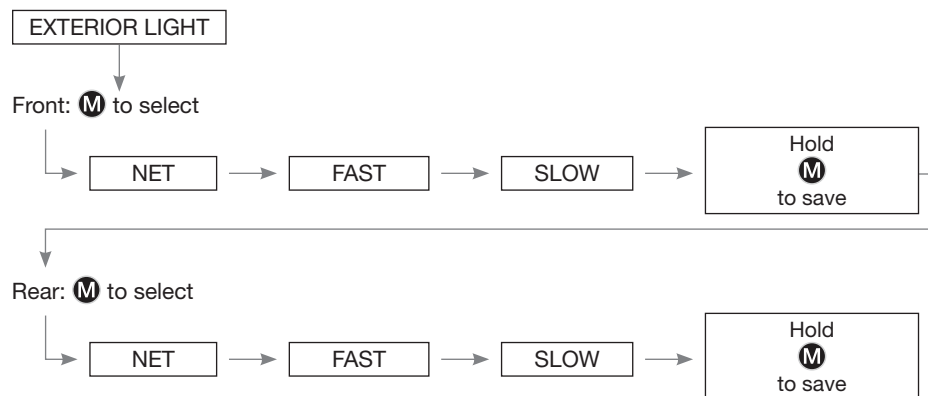 EXTERIOR LIGHT
Front: M to select
NET
FAST
SLOW
Hold
M
to save
Rear: M to select
NET
FAST
SLOW
Hold
M
to save